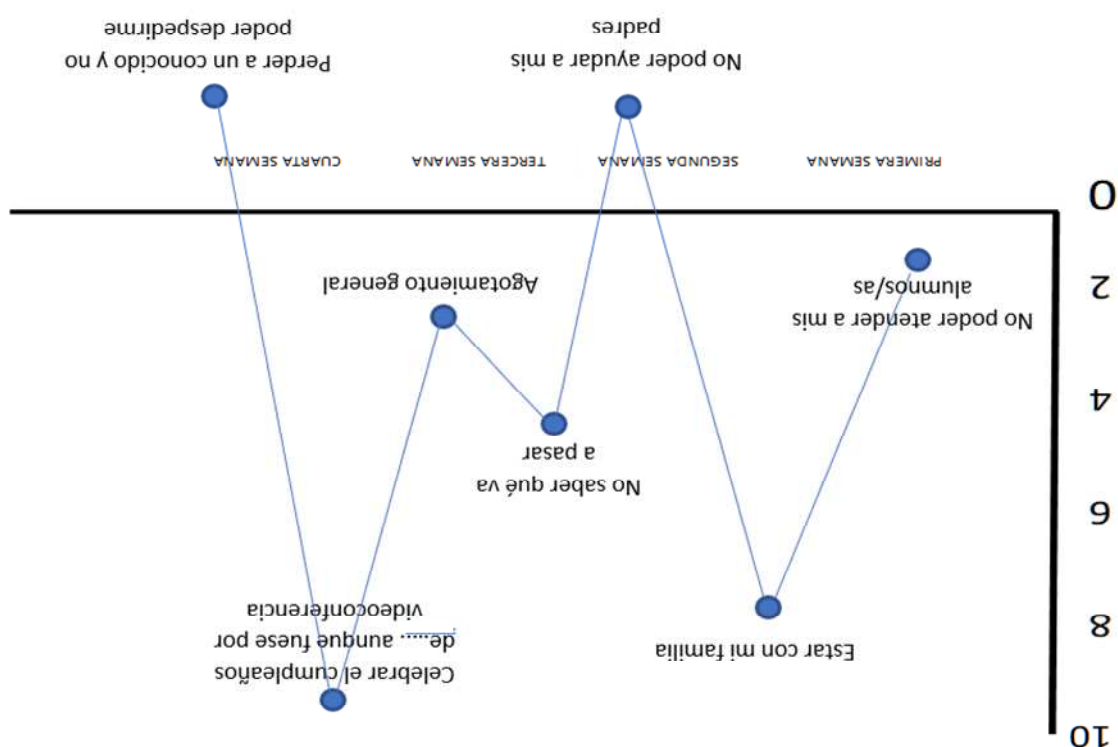 10
8
6
4
2
0
Estar con mi familia
Celebrar el cumpleaños
de...... aunque fuese por
videoconferencia
No saber qué va
a pasar
No poder atender a mis
alumnos/as
Agotamiento general
PRIMERA SEMANA
SEGUNDA SEMANA
TERCERA SEMANA
CUARTA SEMANA
No poder ayudar a mis
padres
Perder a un conocido y no
poder despedirme